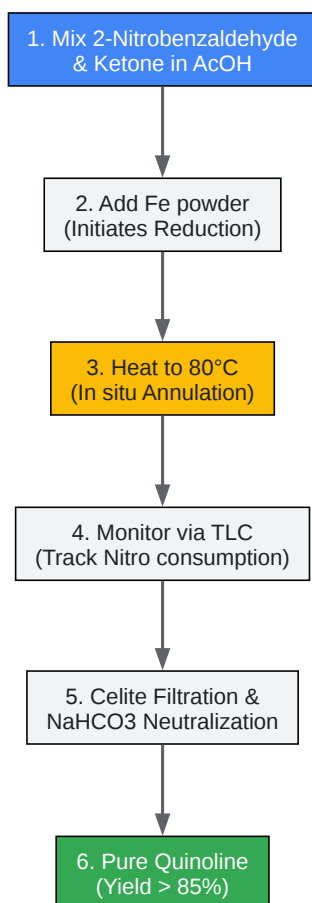 1. Mix 2-Nitrobenzaldehyde
& Ketone in AcOH
2. Add Fe powder
(Initiates Reduction)
3. Heat to 80°C
(In situ Annulation)
4. Monitor via TLC
(Track Nitro consumption)
5. Celite Filtration &
NaHCO3 Neutralization
6. Pure Quinoline
(Yield > 85%)